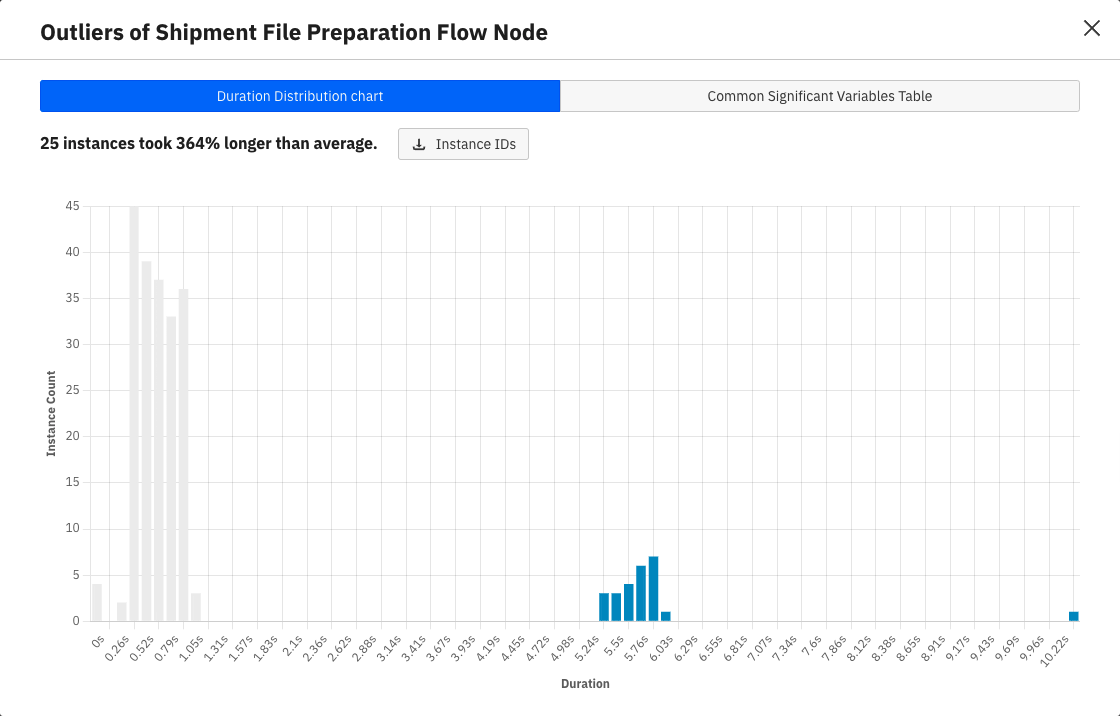 Outliers of Shipment File Preparation Flow Node
Duration Distribution chart
Common Significant Variables Table
25 instances took 364% longer than average.
Instance IDs
45
40
35
30
25
20
15
10
5
0
Instance Count
0s
0.26s
0.52s
0.79s
1.05s
1.31s
1.57s
1.83s
2.1s
2.36s
2.62s
2.88s
3.14s
3.41s
3.67s
3.93s
4.19s
4.45s
4.72s
4.98s
5.24s
5.5s
5.76s
6.03s
6.29s
6.55s
6.81s
7.07s
7.34s
7.6s
7.86s
8.12s
8.38s
8.65s
8.91s
9.17s
9.43s
9.69s
9.96s
10.22s
Duration